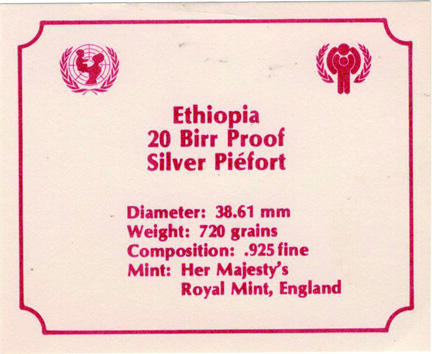 Ethiopia
20 Birr Proof
Silver Piéfort
Diameter: 38.61 mm
Weight: 720 grains
Composition: .925 fine
Mint: Her Majesty's
Royal Mint, England